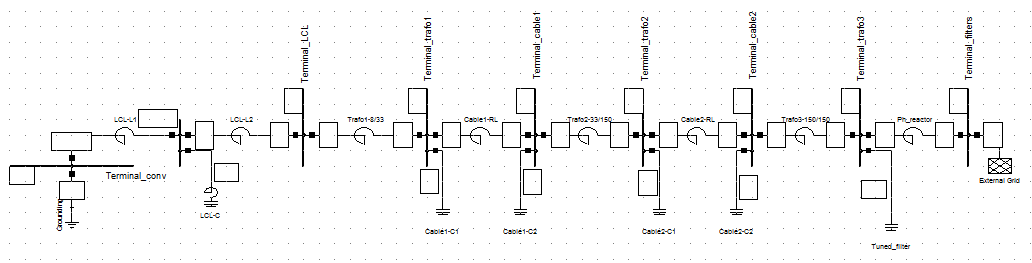 Terminal_LCL
Terminal_trafo1
Terminal_cable1
Terminal_trafo2
Terminal_cable2
Terminal_trafo3
Terminal_filters
LCL-L1
LCL-L2
Trafo1-8/33
Cable1-RL
Trafo2-33/150
Cable2-RL
Trafo3-150/150
Ph_reactor
Terminal_conv
External Grid
Grounding
LCL-C
Cable1-C1
Cable1-C2
Cable2-C1
Cable2-C2
Tuned_filter